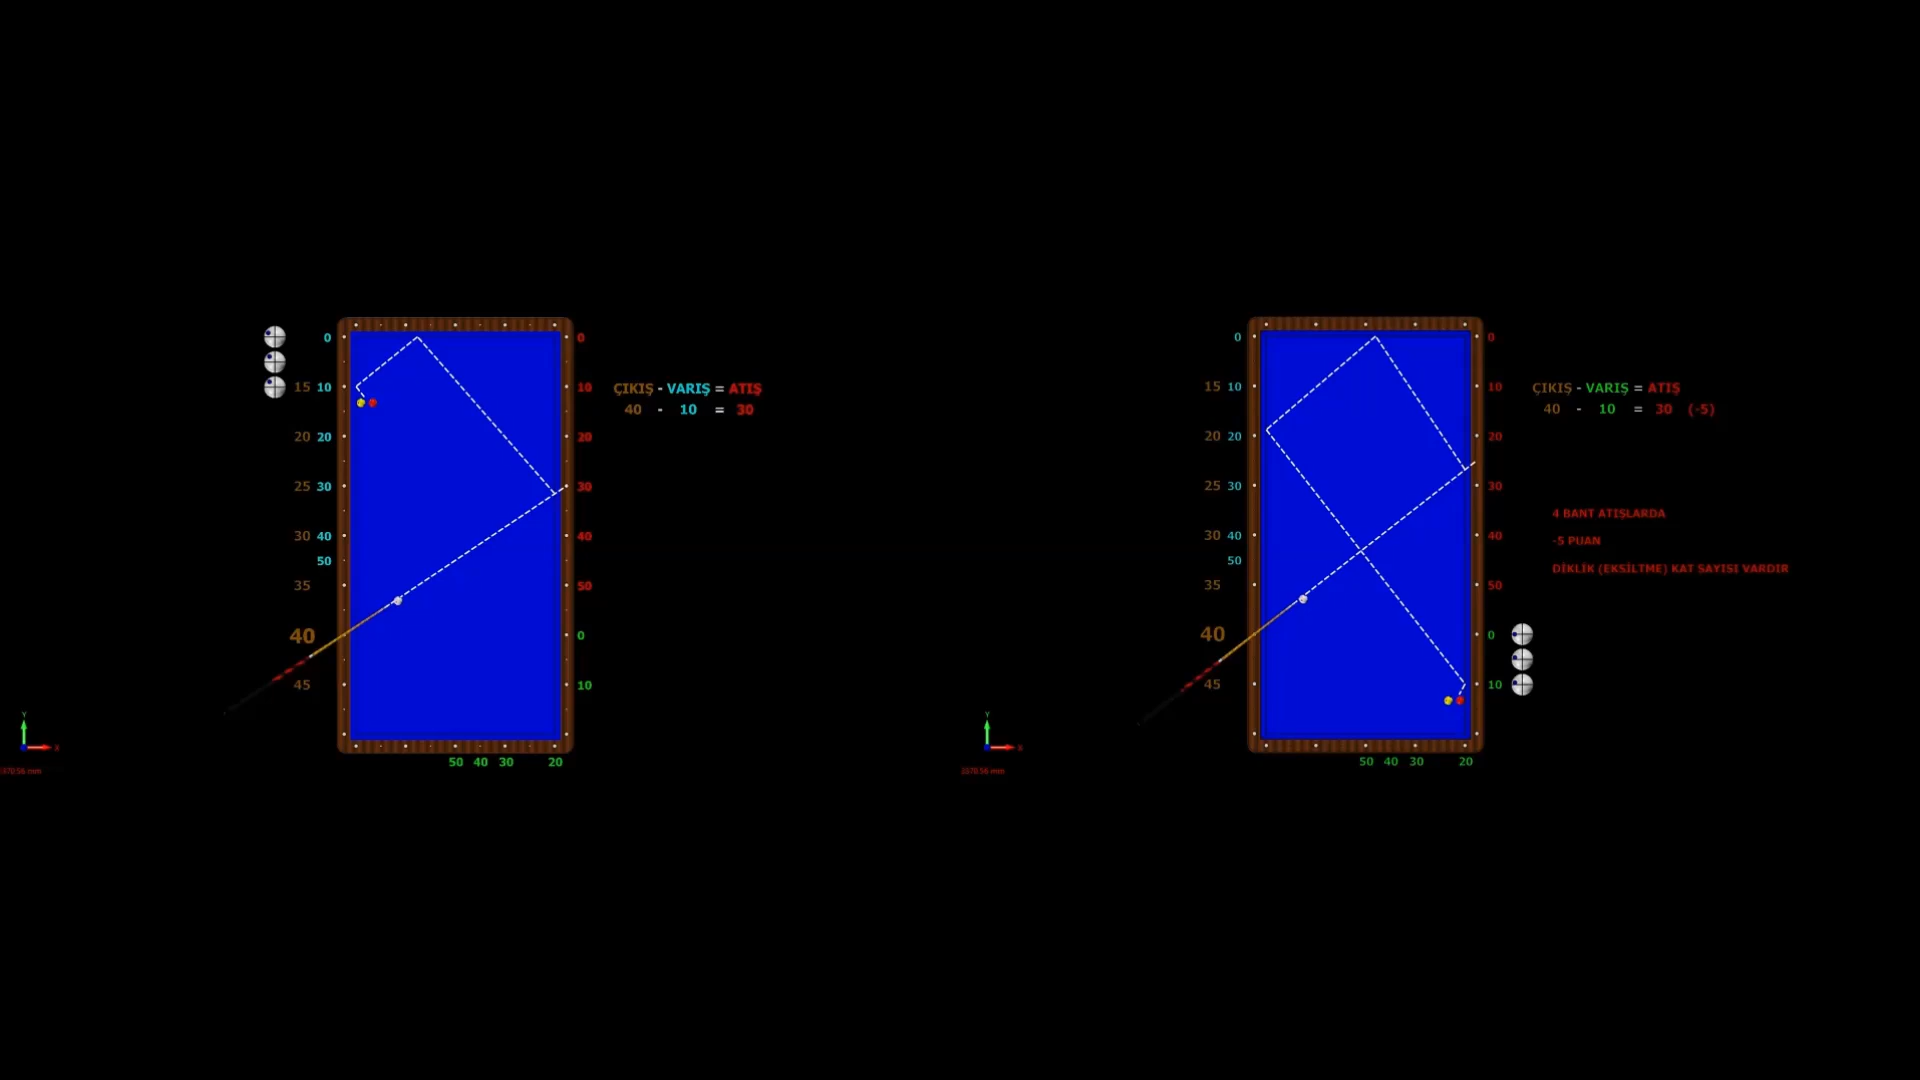 0 0
15 10 10
20 20 20
25 30 30
30 40 40
50
35 50
40 0
45 10
50 40 30 20
ÇIKIŞ - VARIŞ = ATIŞ
40 - 10 = 30
Y
X
0 0
15 10 10
20 20 20
25 30 30
30 40 40
50
35 50
40 0
45 10
50 40 30 20
ÇIKIŞ - VARIŞ = ATIŞ
40 - 10 = 30 (-5)
4 BANT ATIŞLARDA
-5 PUAN
DİKLİK (EKSİLTME) KAT SAYISI VARDIR
Y
X